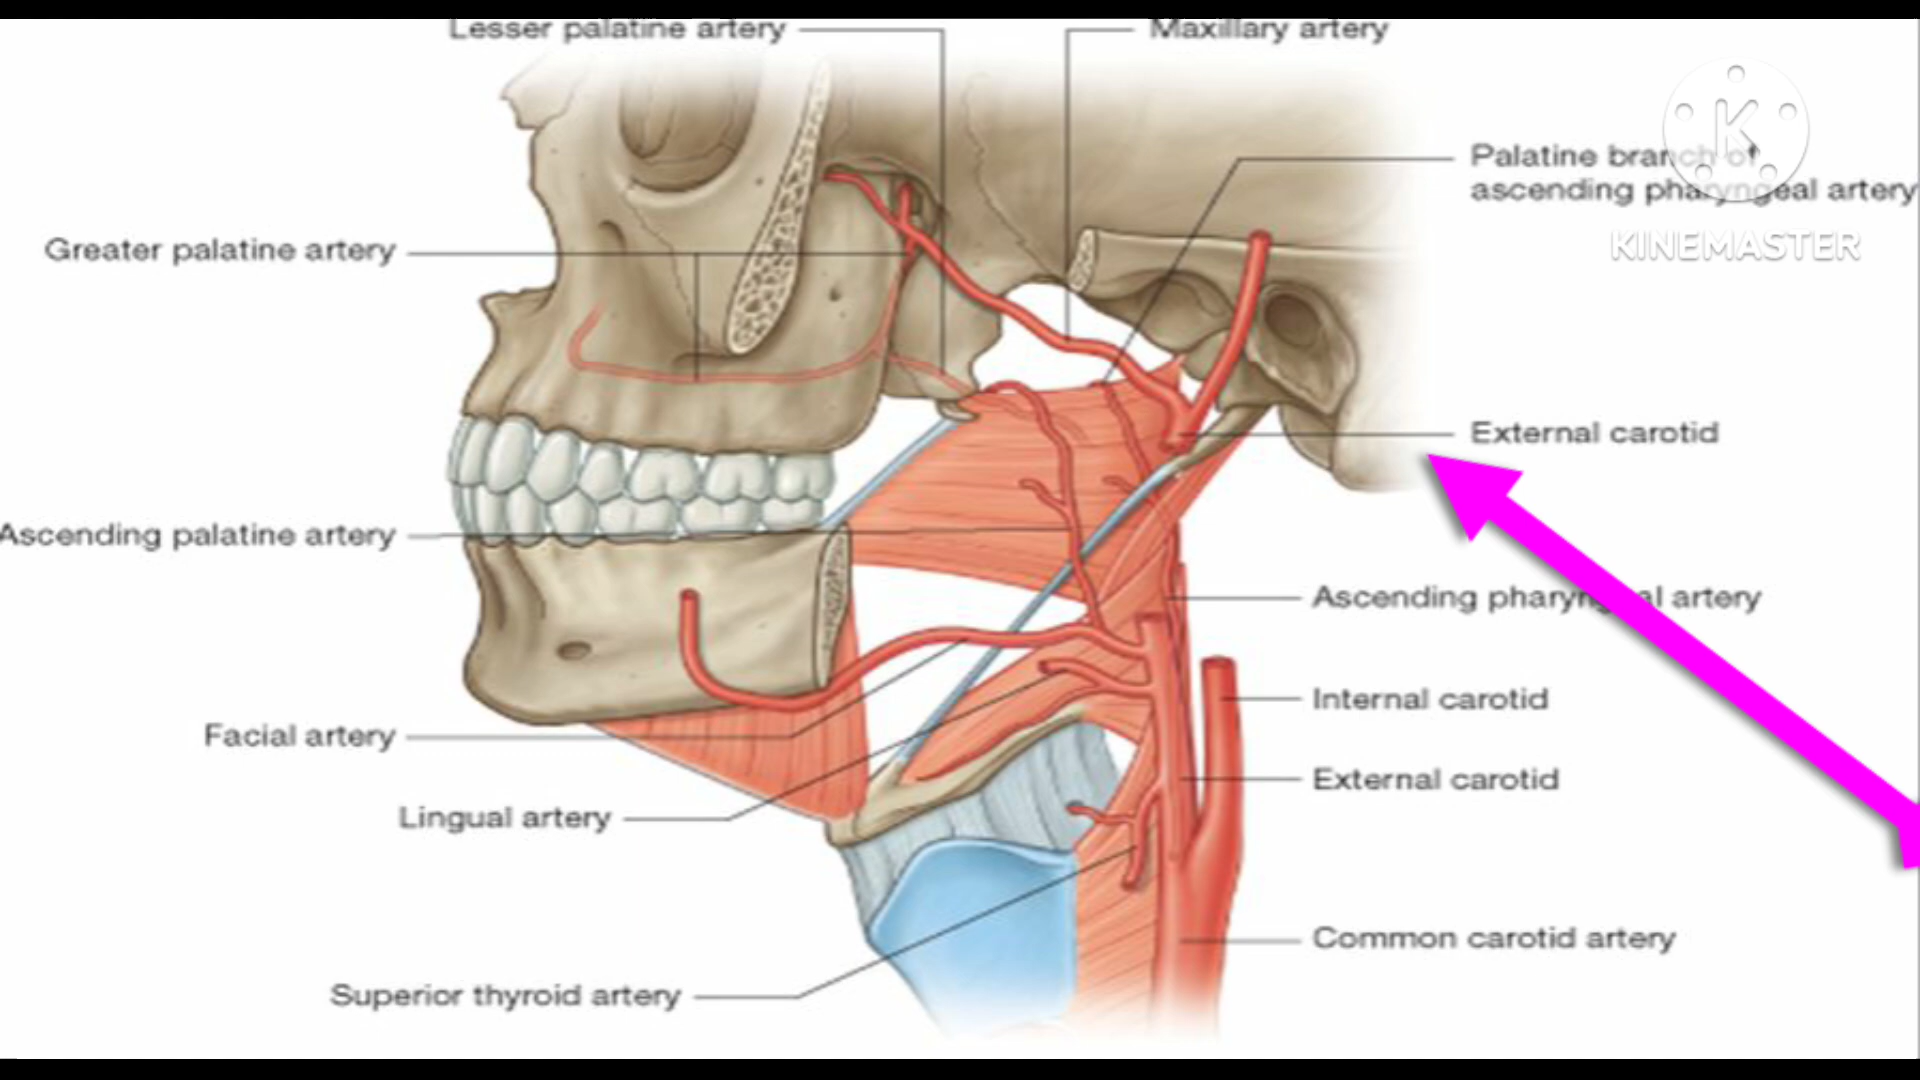 Lesser palatine artery
Maxillary artery
Palatine branch of
ascending pharyngeal artery
K
KINEMASTER
Greater palatine artery
External carotid
Ascending palatine artery
Ascending pharyngeal artery
Internal carotid
Facial artery
External carotid
Lingual artery
Common carotid artery
Superior thyroid artery